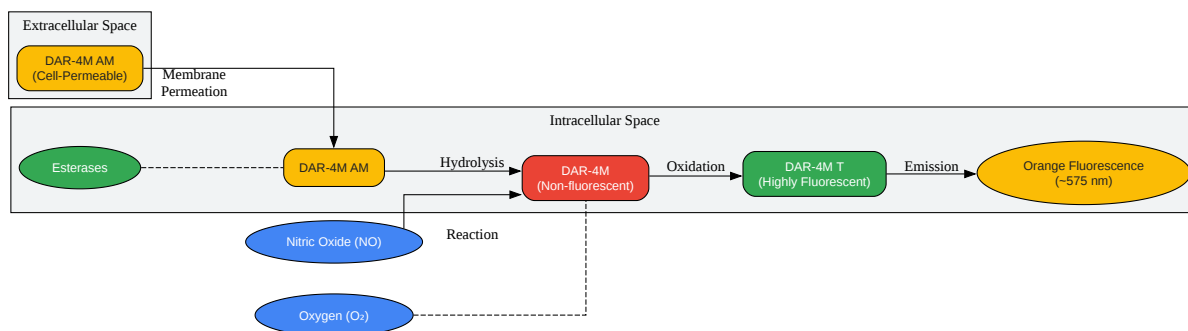 Extracellular Space
DAR-4M AM
(Cell-Permeable)
Membrane
Permeation
Intracellular Space
Esterases
DAR-4M AM
Hydrolysis
DAR-4M
(Non-fluorescent)
Oxidation
DAR-4M T
(Highly Fluorescent)
Emission
Orange Fluorescence
(~575 nm)
Nitric Oxide (NO)
Reaction
Oxygen (O₂)